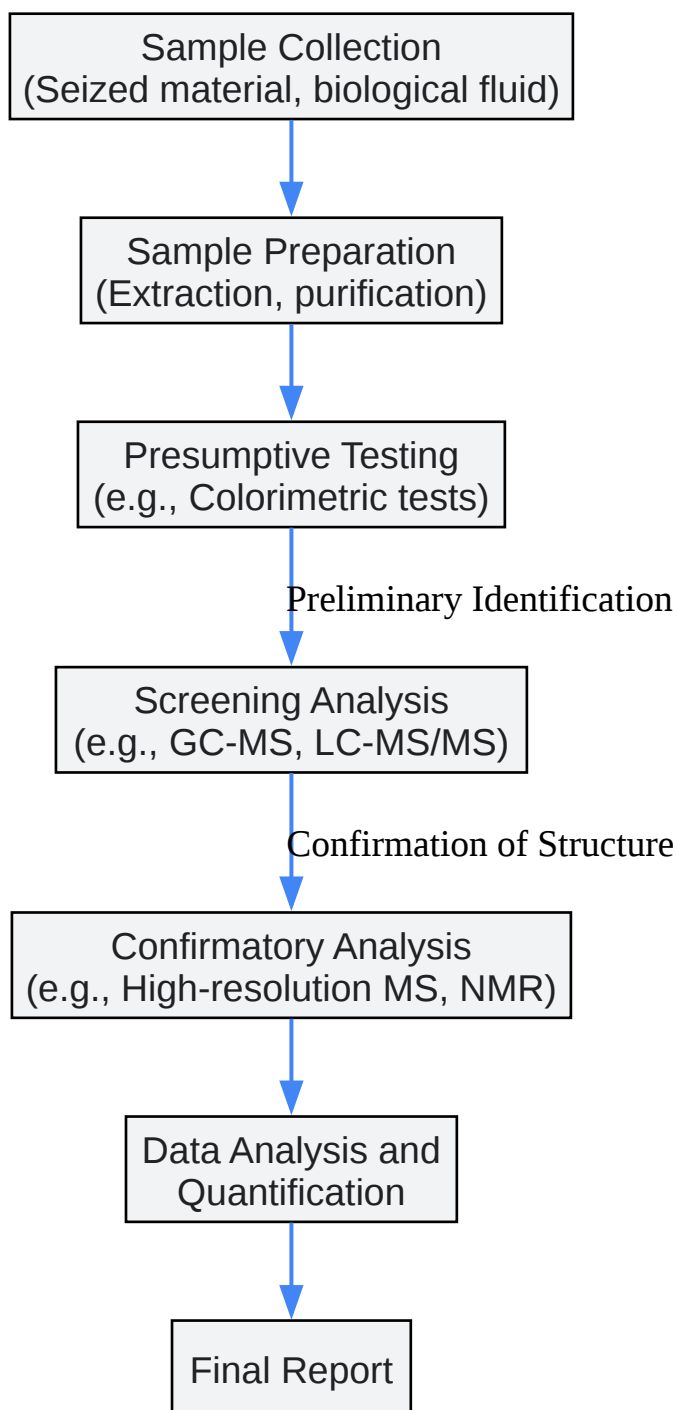 Sample Collection
(Seized material, biological fluid)
Sample Preparation
(Extraction, purification)
Presumptive Testing
(e.g., Colorimetric tests)
Preliminary Identification
Screening Analysis
(e.g., GC-MS, LC-MS/MS)
Confirmation of Structure
Confirmatory Analysis
(e.g., High-resolution MS, NMR)
Data Analysis and
Quantification
Final Report